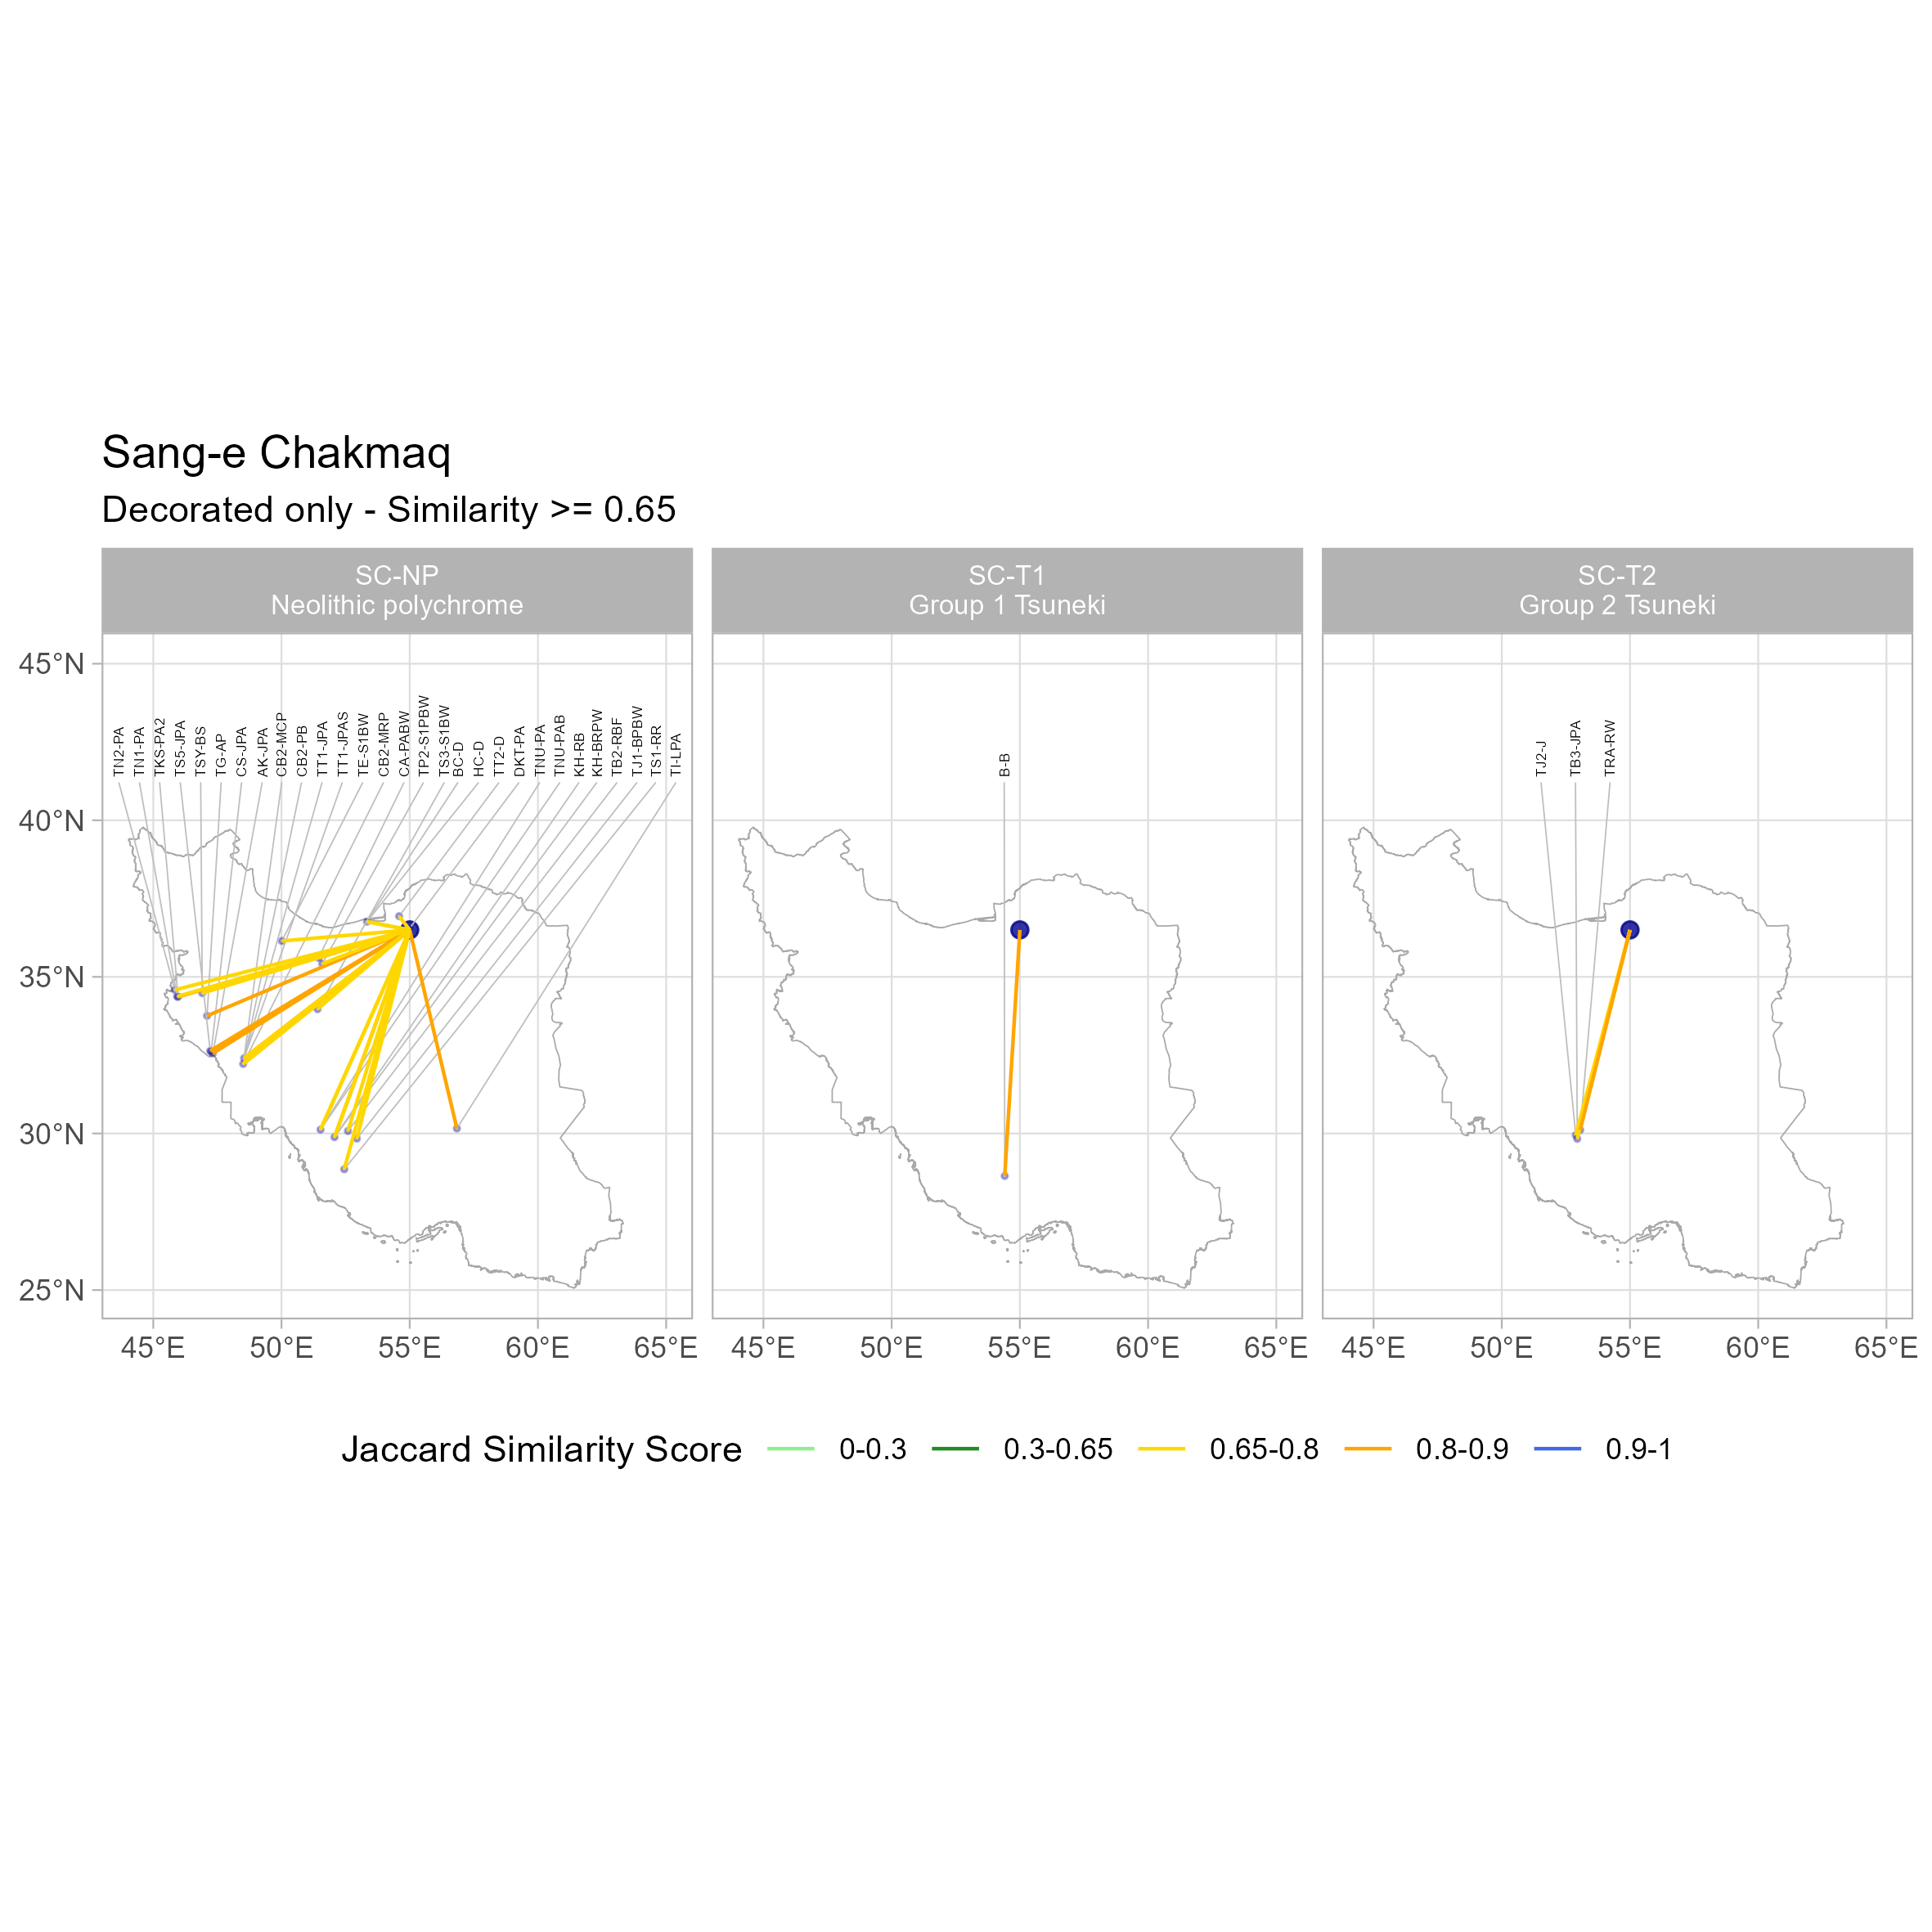 Sang-e Chakmaq
Decorated only - Similarity >= 0.65
SC-NP
Neolithic polychrome
SC-T1
Group 1 Tsuneki
SC-T2
Group 2 Tsuneki
45°N
40°N
35°N
30°N
25°N
TN2-PA
TN1-PA
TKS-PA2
TS5-JPA
TSY-BS
TG-AP
CS-JPA
AK-JPA
CB2-MCP
CB2-PB
TT1-JPA
TT1-JPAS
TE-S1BW
CB2-MRP
CA-PABW
TP2-S1PBW
TS3-S1BW
BC-D
HC-D
TT2-D
DKT-PA
TNU-PA
TNU-PAB
KH-RB
KH-BRPW
TB2-RBF
TJ1-BPBW
TS1-RR
TI-LPA
B-B
TJ2-J
TB3-JPA
TRA-RW
45°E 50°E 55°E 60°E 65°E
45°E 50°E 55°E 60°E 65°E
45°E 50°E 55°E 60°E 65°E
Jaccard Similarity Score 0-0.3 0.3-0.65 0.65-0.8 0.8-0.9 0.9-1